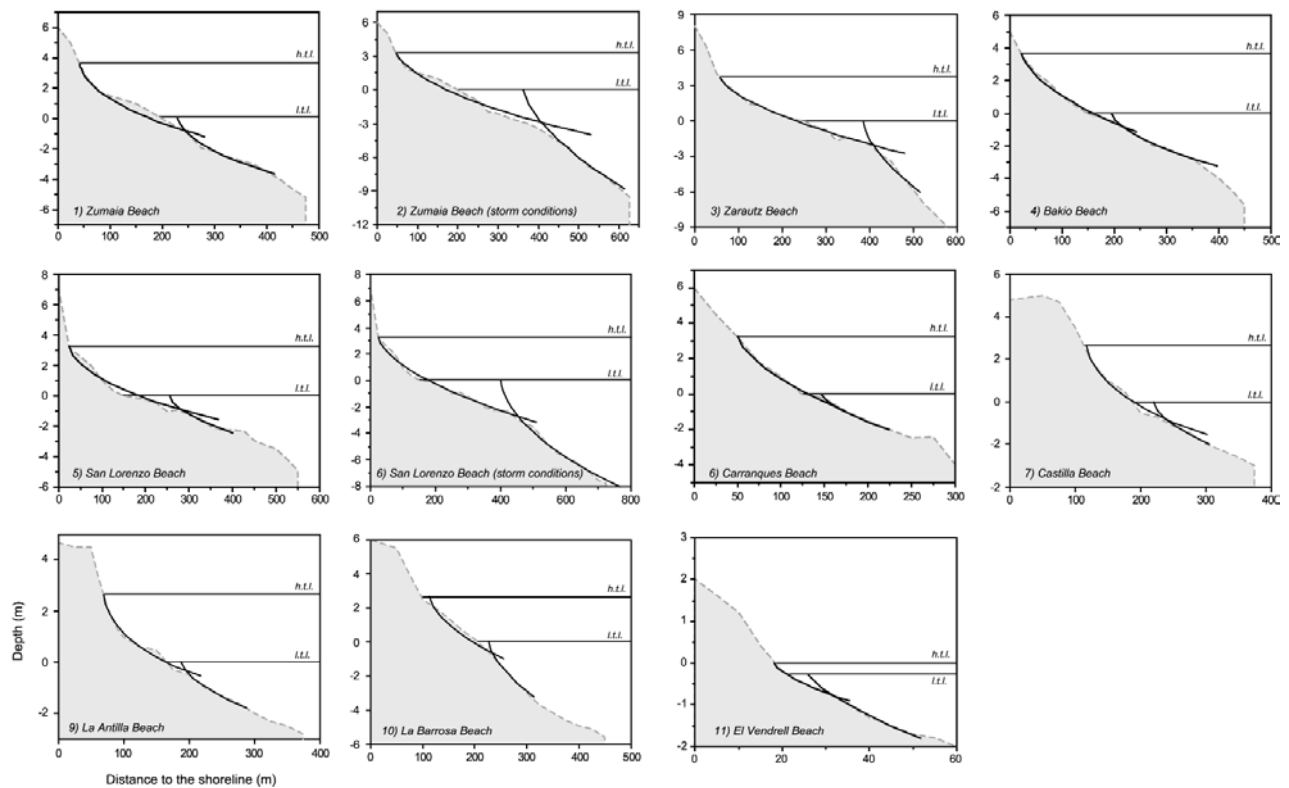 6
4
2
0
-2
-4
-6
h.t.l.
l.t.l.
1) Zumaia Beach
0 100 200 300 400 500
6
3
0
-3
-6
-9
-12
h.t.l.
l.t.l.
2) Zumaia Beach (storm conditions)
0 100 200 300 400 500 600
9
6
3
0
-3
-6
-9
h.t.l.
l.t.l.
3) Zarautz Beach
0 100 200 300 400 500 600
6
4
2
0
-2
-4
-6
h.t.l.
l.t.l.
4) Bakio Beach
0 100 200 300 400 500
8
6
4
2
0
-2
-4
-6
h.t.l.
l.t.l.
5) San Lorenzo Beach
0 100 200 300 400 500 600
8
6
4
2
0
-2
-4
-6
-8
h.t.l.
l.t.l.
6) San Lorenzo Beach (storm conditions)
0 200 400 600 800
6
4
2
0
-2
-4
h.t.l.
l.t.l.
6) Carranques Beach
0 50 100 150 200 250 300
6
4
2
0
-2
h.t.l.
l.t.l.
7) Castilla Beach
0 100 200 300 400
Depth (m)
4
2
0
-2
h.t.l.
l.t.l.
9) La Antilla Beach
0 100 200 300 400
Distance to the shoreline (m)
6
4
2
0
-2
-4
-6
h.t.l.
l.t.l.
10) La Barrosa Beach
0 100 200 300 400 500
3
2
1
0
-1
-2
h.t.l.
l.t.l.
11) El Vendrell Beach
0 20 40 60